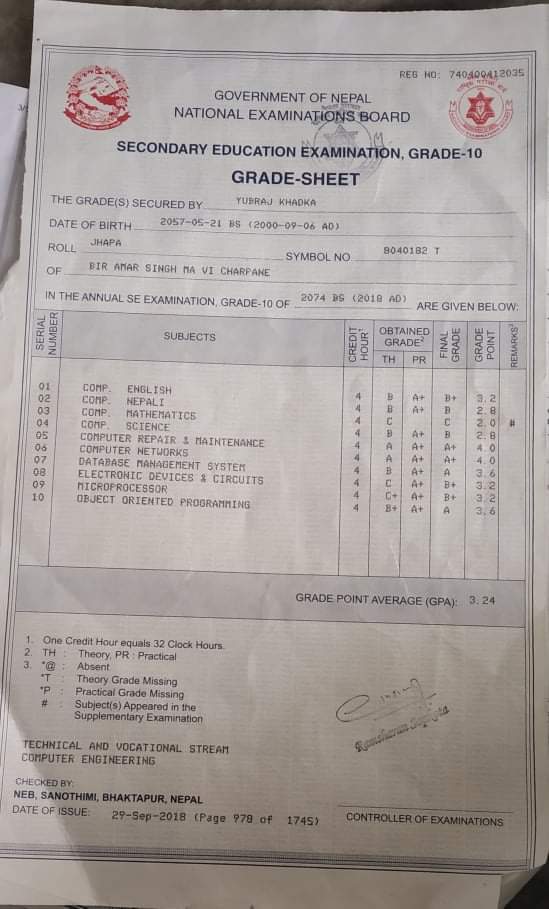 REG NO: 740400412035
GOVERNMENT OF NEPAL
NATIONAL EXAMINATIONS BOARD
SECONDARY EDUCATION EXAMINATION, GRADE-10
GRADE-SHEET
THE GRADE(S) SECURED BY YUBRAJ KHADKA
DATE OF BIRTH 2057-05-21 BS (2000-09-06 AD)
ROLL JHAPA SYMBOL NO 8040182 T
OF BIR AMAR SINGH MA VI CHARPANE
IN THE ANNUAL SE EXAMINATION, GRADE-10 OF 2074 BS (2018 AD) ARE GIVEN BELOW:
SERIAL NUMBER SUBJECTS CREDIT HOUR¹ OBTAINED GRADE² FINAL GRADE GRADE POINT REMARKS³
TH PR
01 COMP. ENGLISH 4 B A+ B+ 3.2
02 COMP. NEPALI 4 B A+ B 2.8
03 COMP. MATHEMATICS 4 C C 2.0 #
04 COMP. SCIENCE 4 B A+ B 2.8
05 COMPUTER REPAIR & MAINTENANCE 4 A A+ A+ 4.0
06 COMPUTER NETWORKS 4 A A+ A+ 4.0
07 DATABASE MANAGEMENT SYSTEM 4 B A+ A 3.6
08 ELECTRONIC DEVICES & CIRCUITS 4 C A+ B+ 3.2
09 MICROPROCESSOR 4 C+ A+ B+ 3.2
10 OBJECT ORIENTED PROGRAMMING 4 B+ A+ A 3.6
GRADE POINT AVERAGE (GPA): 3.24
1. One Credit Hour equals 32 Clock Hours.
2. TH : Theory, PR : Practical
3. *@ : Absent
*T : Theory Grade Missing
*P : Practical Grade Missing
# : Subject(s) Appeared in the
Supplementary Examination
TECHNICAL AND VOCATIONAL STREAM
COMPUTER ENGINEERING
CHECKED BY:
NEB, SANOTHIMI, BHAKTAPUR, NEPAL
DATE OF ISSUE: 29-Sep-2018 (Page 978 of 1745)
CONTROLLER OF EXAMINATIONS